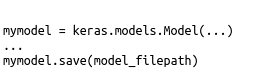 mymodel = keras.models.Model(...)
...
mymodel.save(model_filepath)